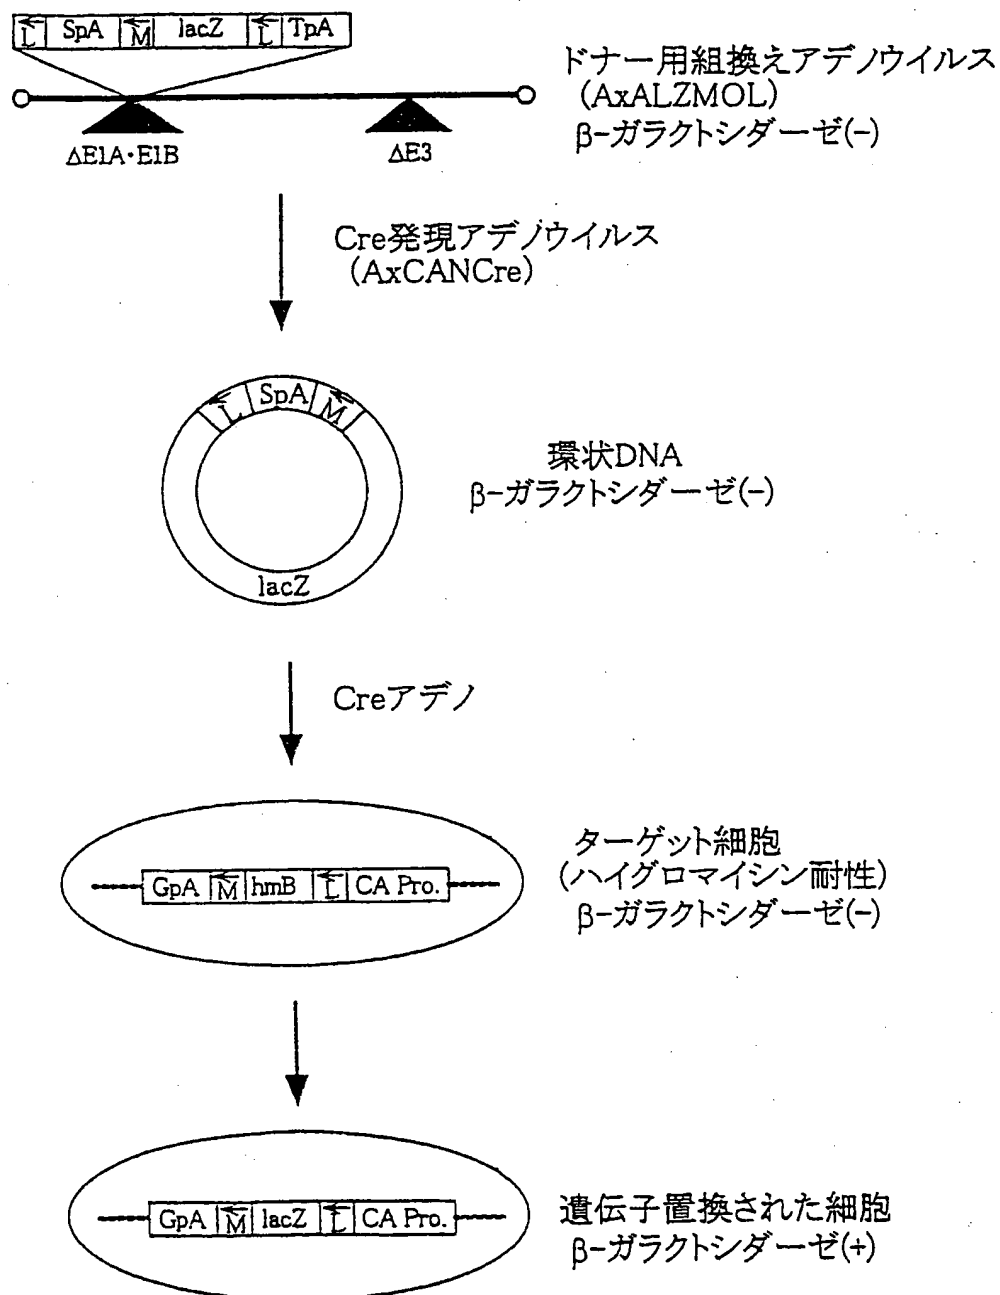 L SpA M lacZ L TpA
ドナー用組換えアデノウイルス
(AxALZMOL)
β-ガラクトシダーゼ(-)
ΔE1A・E1B
ΔE3
Cre発現アデノウイルス
(AxCANCre)
L SpA M
lacZ
環状DNA
β-ガラクトシダーゼ(-)
Creアデノ
GpA M hmB L CA Pro.
ターゲット細胞
(ハイグロマイシン耐性)
β-ガラクトシダーゼ(-)
GpA M lacZ L CA Pro.
遺伝子置換された細胞
β-ガラクトシダーゼ(+)